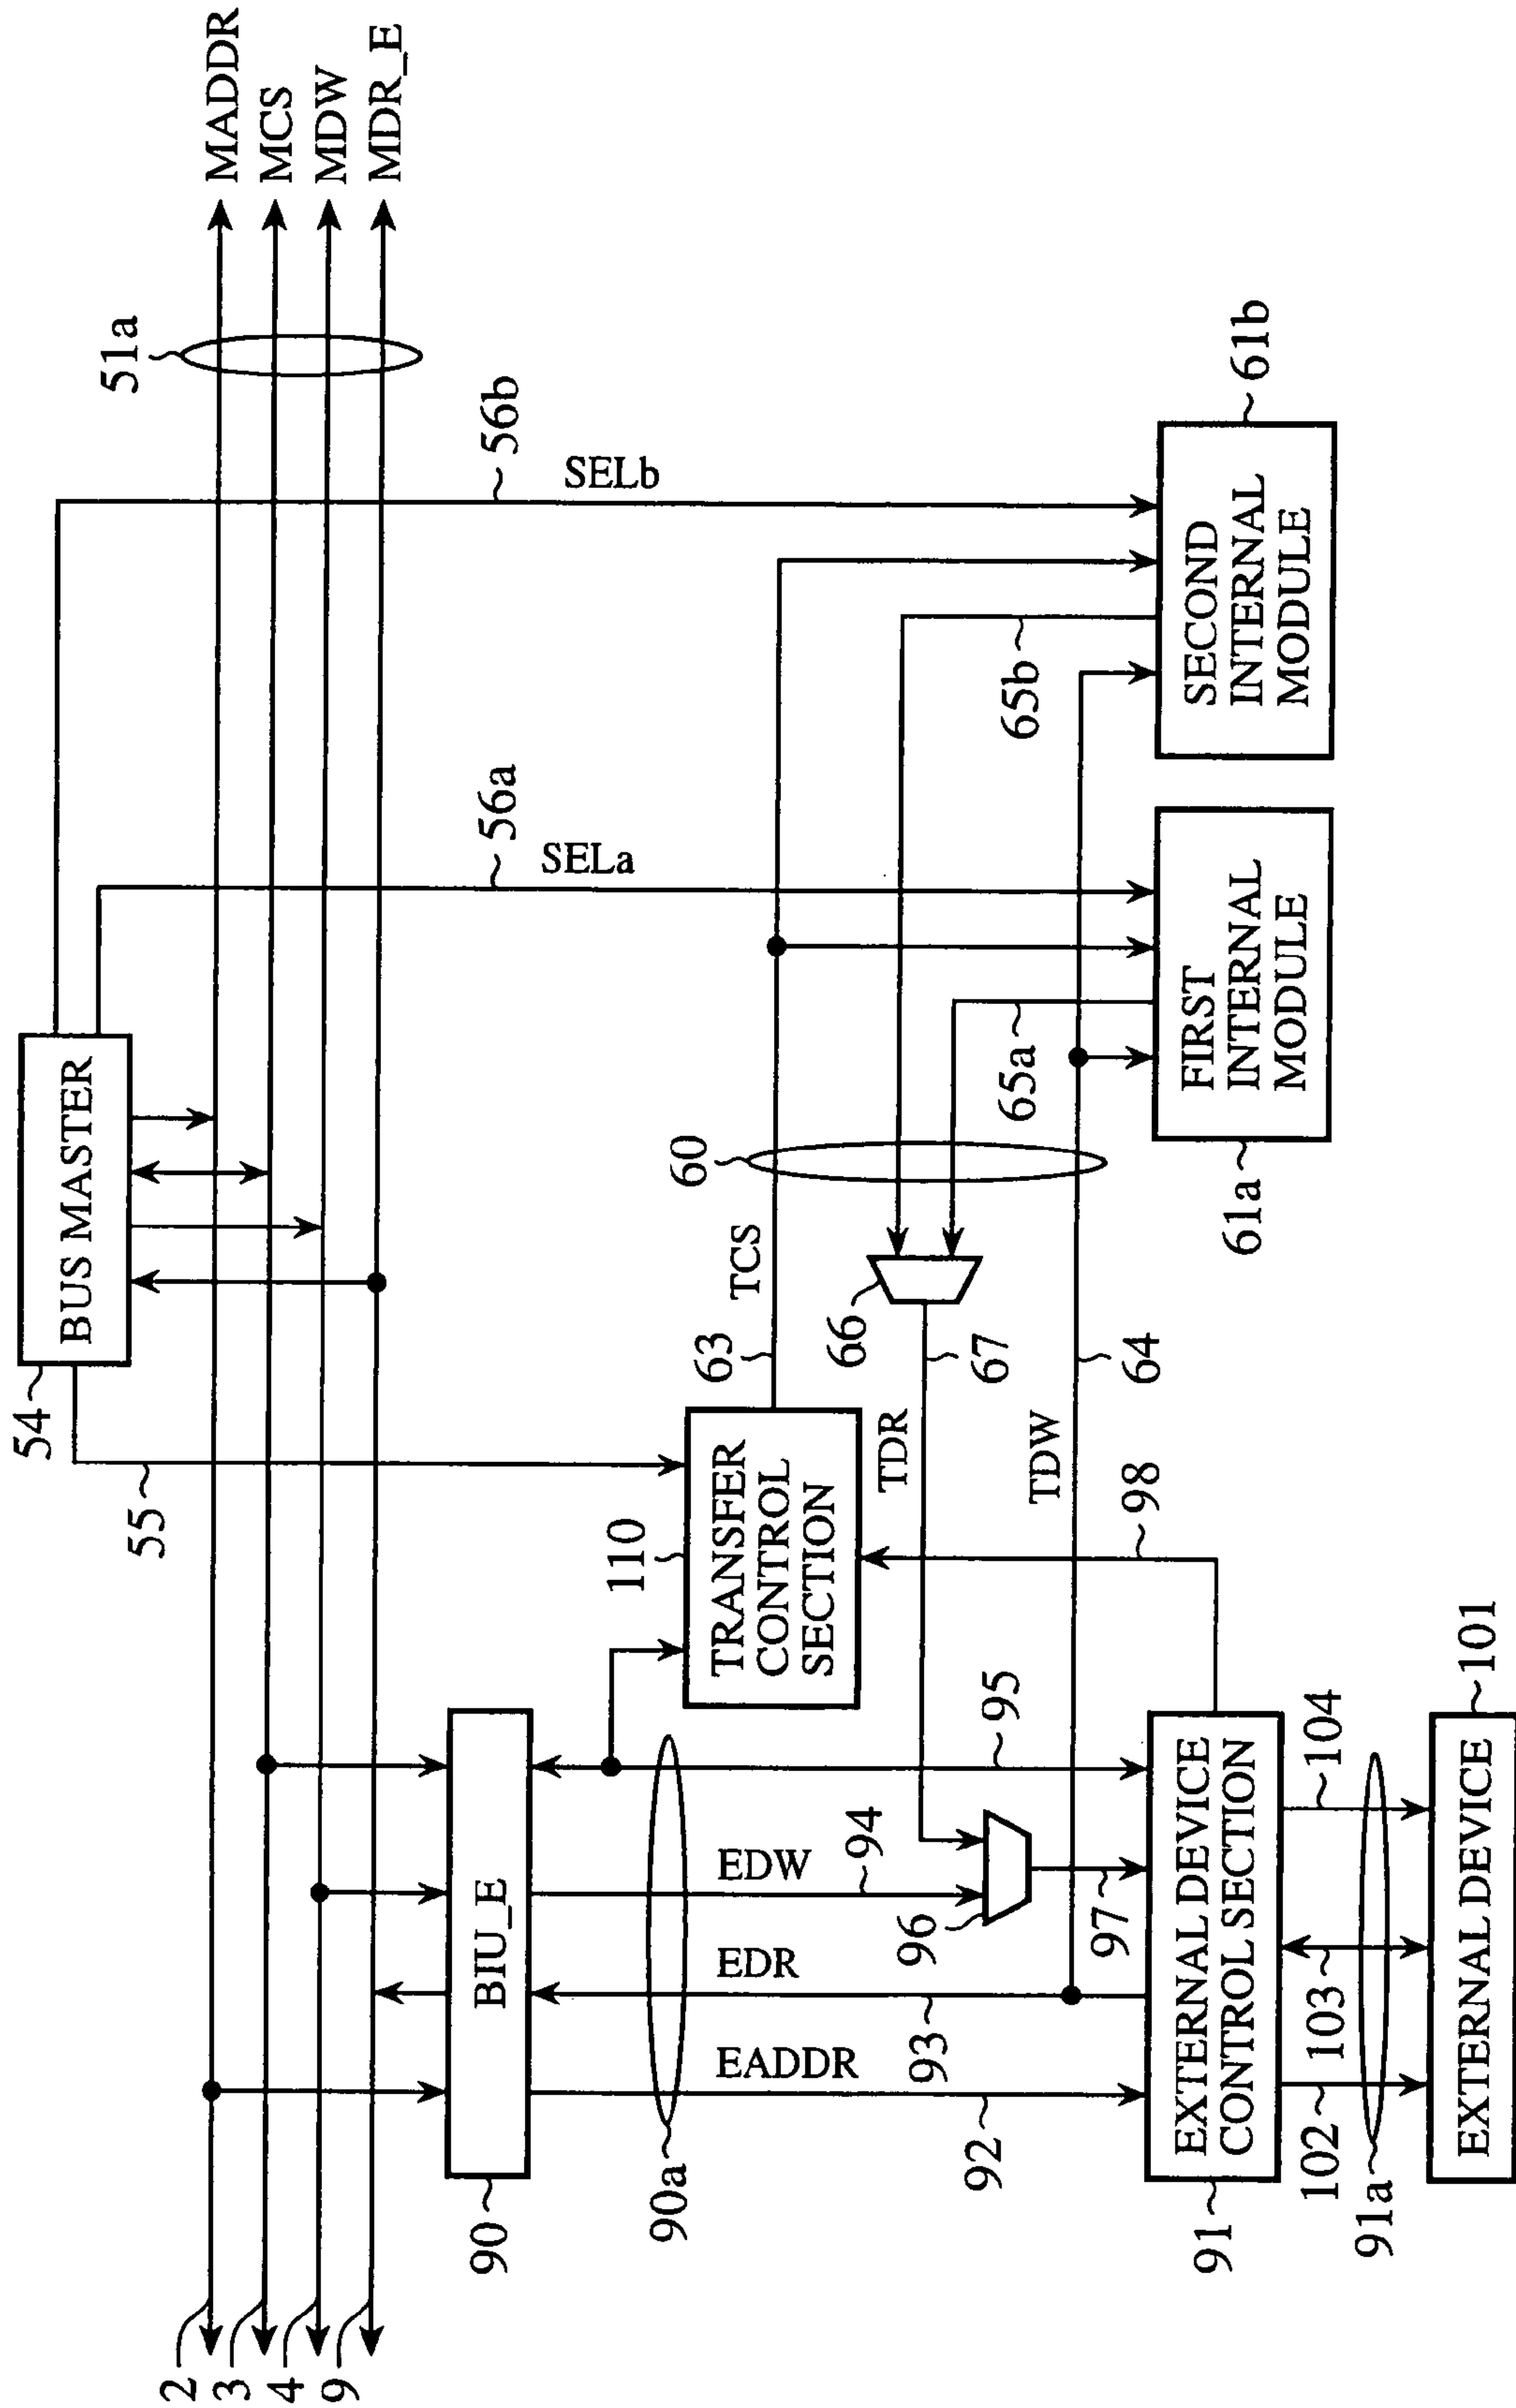 54
BUS MASTER
55
51a
MADDR
MCS
MDW
MDR_E
2
3
4
9
56a
SELa
56b
SELb
90
BIU_E
90a
EADDR
EDR
EDW
92
93
94
95
96
97
110
TRANSFER
CONTROL
SECTION
63
TCS
60
66
67
TDR
TDW
64
98
65a
65b
91
EXTERNAL DEVICE
CONTROL SECTION
61a
FIRST
INTERNAL
MODULE
61b
SECOND
INTERNAL
MODULE
91a
102
103
104
EXTERNAL DEVICE
101